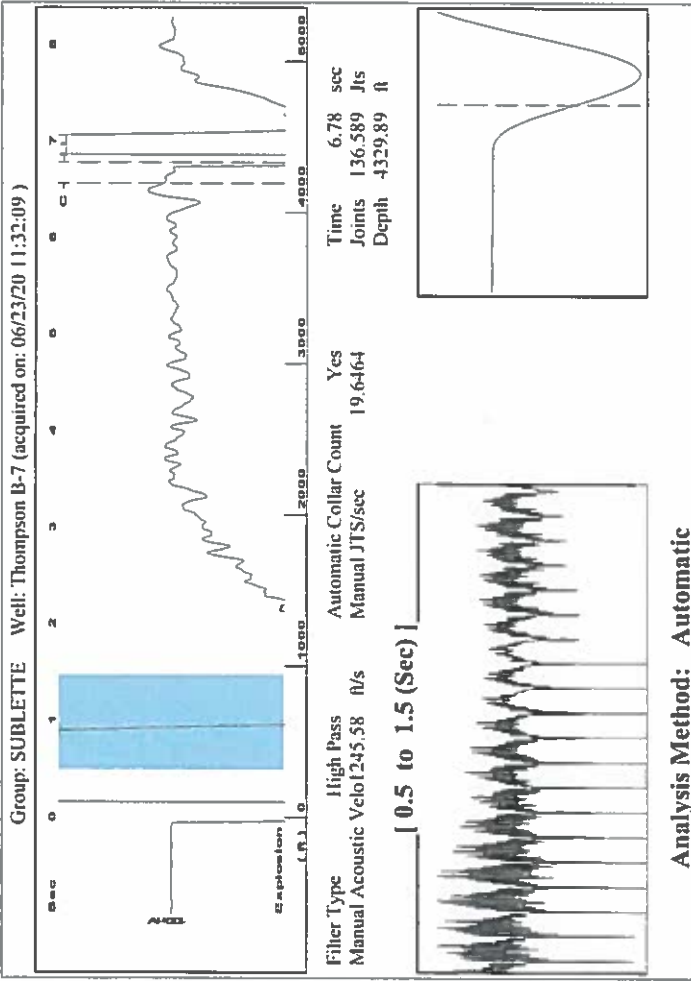 Group: SUBLETTE Well: Thompson B-7 (acquired on: 06/23/20 11:32:09 )
Sec 0 1 2 3 4 5 6 7 8
C
Explosion
( ft ) 0 1000 2000 3000 4000 5000
Filter Type High Pass Automatic Collar Count Yes Time 6.78 sec
Manual Acoustic Velo1245.58 ft/s Manual JTS/sec 19.6464 Joints 136.589 Jts
Depth 4329.89 ft
[ 0.5 to 1.5 (Sec) ]
Analysis Method: Automatic